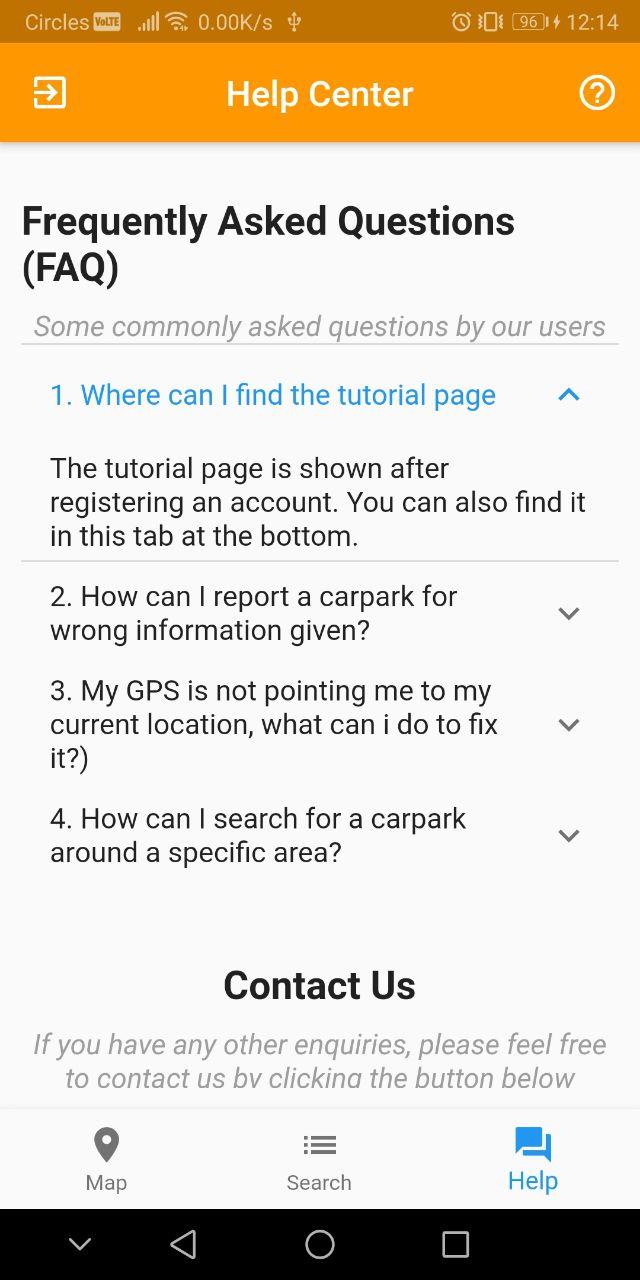 Circles VoLTE 0.00K/s 96 12:14
Help Center
Frequently Asked Questions
(FAQ)
Some commonly asked questions by our users
1. Where can I find the tutorial page
The tutorial page is shown after
registering an account. You can also find it
in this tab at the bottom.
2. How can I report a carpark for
wrong information given?
3. My GPS is not pointing me to my
current location, what can i do to fix
it?)
4. How can I search for a carpark
around a specific area?
Contact Us
If you have any other enquiries, please feel free
to contact us by clicking the button below
Map Search Help